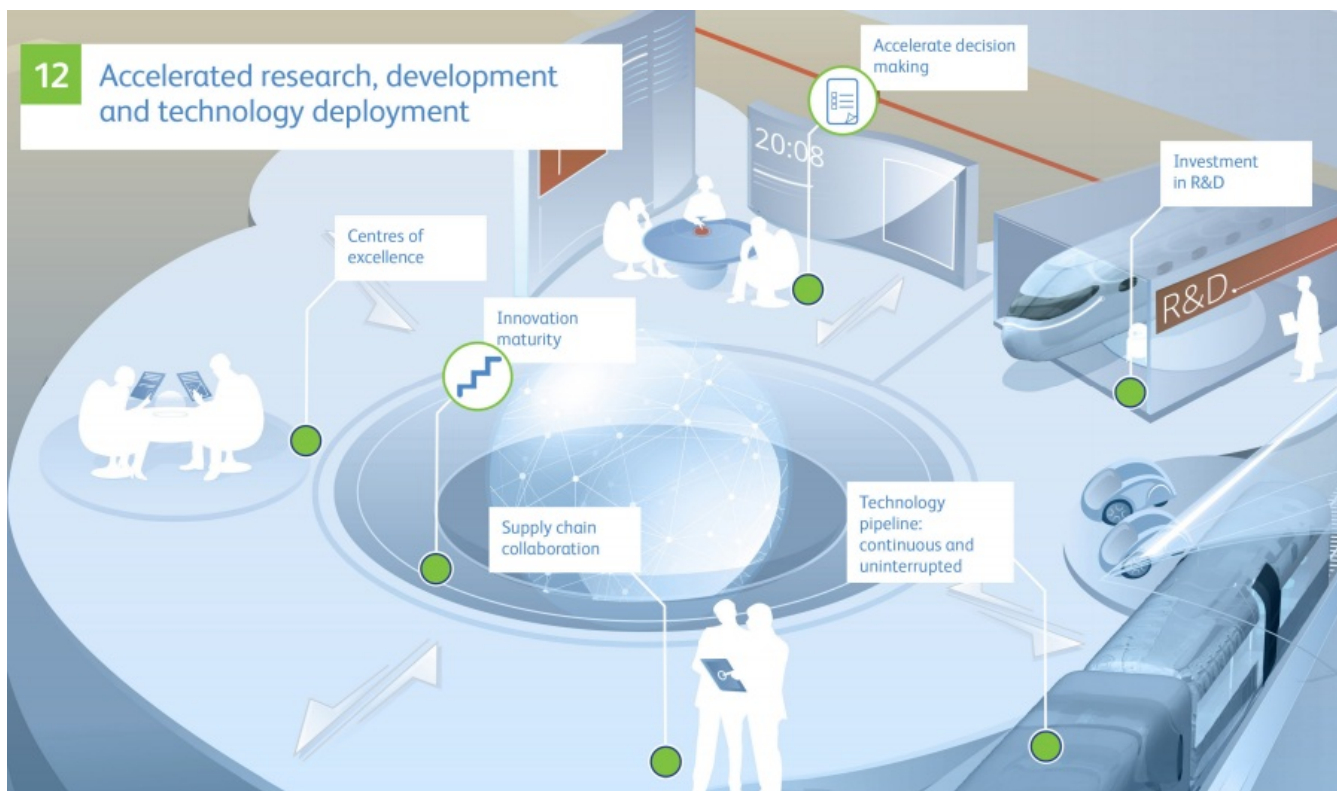 12
Accelerated research, development
and technology deployment
Accelerate decision
making
20:08
Investment
in R&D
Centres of
excellence
R&D.
Innovation
maturity
Supply chain
collaboration
Technology
pipeline:
continuous and
uninterrupted